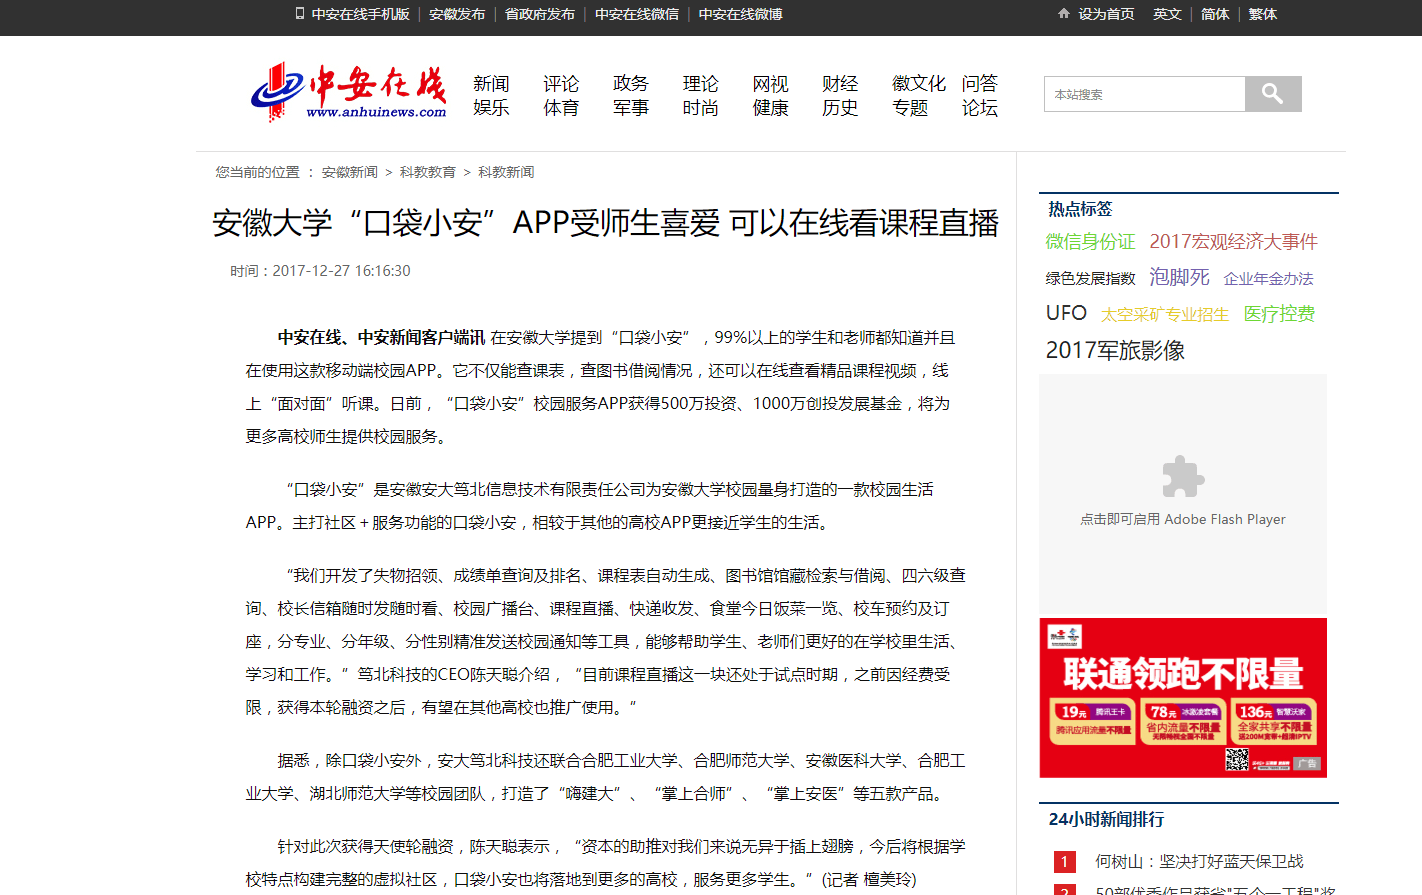 中安在线手机版 | 安徽发布 | 省政府发布 | 中安在线微信 | 中安在线微博
设为首页 英文 | 简体 | 繁体
中安在线
www.anhuinews.com
新闻 评论 政务 理论 网视 财经 徽文化 问答
娱乐 体育 军事 时尚 健康 历史 专题 论坛
本站搜索
您当前的位置 ： 安徽新闻 > 科教教育 > 科教新闻
安徽大学“口袋小安”APP受师生喜爱 可以在线看课程直播
时间：2017-12-27 16:16:30
中安在线、中安新闻客户端讯 在安徽大学提到“口袋小安”，99%以上的学生和老师都知道并且
在使用这款移动端校园APP。它不仅能查课表，查图书借阅情况，还可以在线查看精品课程视频，线
上“面对面”听课。日前，“口袋小安”校园服务APP获得500万投资、1000万创投发展基金，将为
更多高校师生提供校园服务。
“口袋小安”是安徽安大笃北信息技术有限责任公司为安徽大学校园量身打造的一款校园生活
APP。主打社区＋服务功能的口袋小安，相较于其他的高校APP更接近学生的生活。
“我们开发了失物招领、成绩单查询及排名、课程表自动生成、图书馆馆藏检索与借阅、四六级查
询、校长信箱随时发随时看、校园广播台、课程直播、快递收发、食堂今日饭菜一览、校车预约及订
座，分专业、分年级、分性别精准发送校园通知等工具，能够帮助学生、老师们更好的在学校里生活、
学习和工作。”笃北科技的CEO陈天聪介绍，“目前课程直播这一块还处于试点时期，之前因经费受
限，获得本轮融资之后，有望在其他高校也推广使用。”
据悉，除口袋小安外，安大笃北科技还联合合肥工业大学、合肥师范大学、安徽医科大学、合肥工
业大学、湖北师范大学等校园团队，打造了“嗨建大”、“掌上合师”、“掌上安医”等五款产品。
针对此次获得天使轮融资，陈天聪表示，“资本的助推对我们来说无异于插上翅膀，今后将根据学
校特点构建完整的虚拟社区，口袋小安也将落地到更多的高校，服务更多学生。”(记者 檀美玲)
热点标签
微信身份证 2017宏观经济大事件
绿色发展指数 泡脚死 企业年金办法
UFO 太空采矿专业招生 医疗控费
2017军旅影像
点击即可启用 Adobe Flash Player
联通领跑不限量
19元 腾讯王卡 78元 冰激凌套餐 136元 智慧沃家
腾讯应用流量不限量 省内流量不限量 全家共享不限量
无限畅视全国不限量 送200M宽带+超清IPTV
广告
24小时新闻排行
1 何树山：坚决打好蓝天保卫战
2 50部优秀作品获省"五个一工程"奖